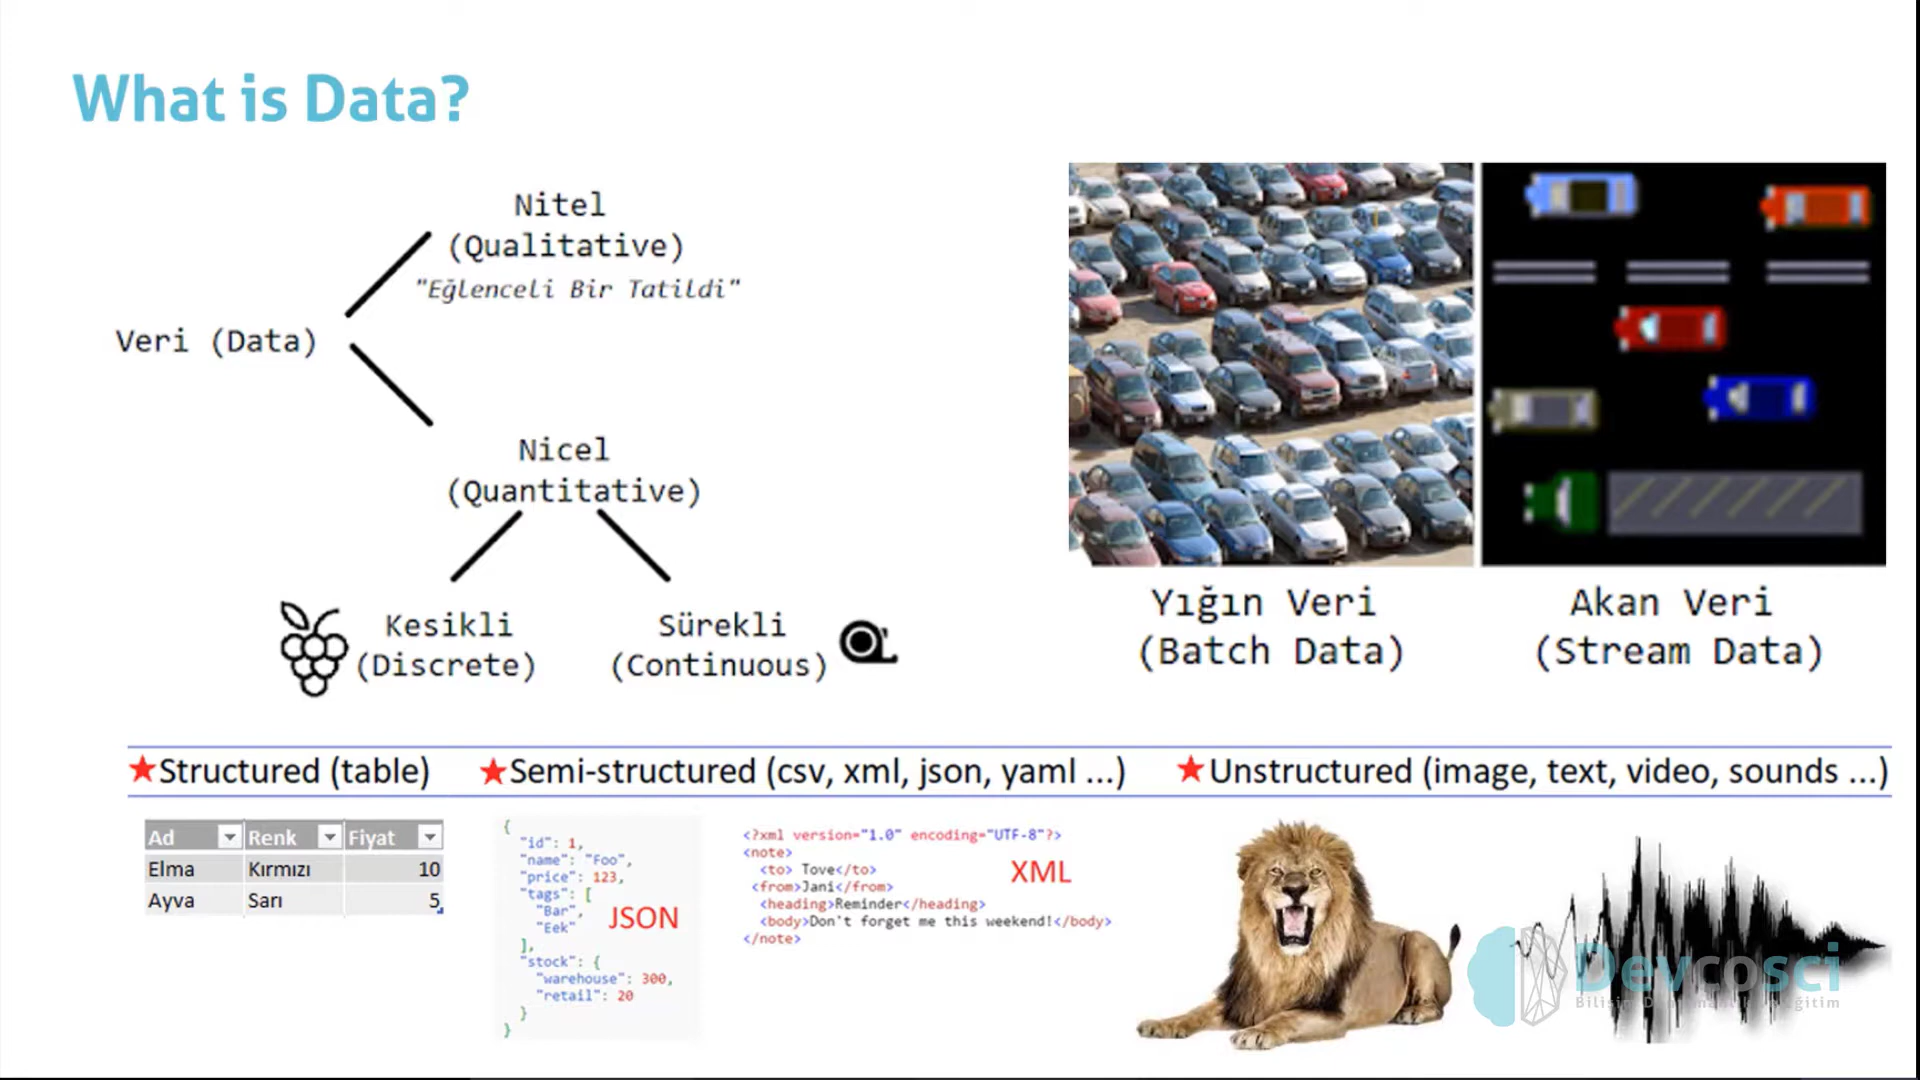 What is Data?
Nitel
(Qualitative)
"Eğlenceli Bir Tatildi"
Veri (Data)
Nicel
(Quantitative)
Kesikli
(Discrete)
Sürekli
(Continuous)
Yığın Veri
(Batch Data)
Akan Veri
(Stream Data)
★Structured (table)
★Semi-structured (csv, xml, json, yaml ...)
★Unstructured (image, text, video, sounds ...)
Ad Renk Fiyat
Elma Kırmızı 10
Ayva Sarı 5
{
"id": 1,
"name": "Foo",
"price": 123,
"tags": [
"Bar",
"Eek"
],
"stock": {
"warehouse": 300,
"retail": 20
}
}
JSON
<?xml version="1.0" encoding="UTF-8"?>
<note>
<to> Tove</to>
<from>Jani</from>
<heading>Reminder</heading>
<body>Don't forget me this weekend!</body>
</note>
XML
Devcosci
Bilişim Eğitim